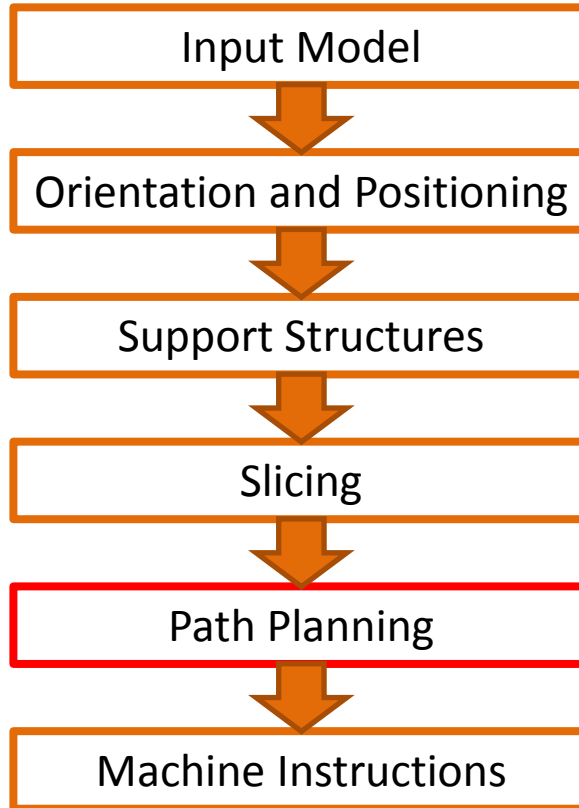 Input Model
Orientation and Positioning
Support Structures
Slicing
Path Planning
Machine Instructions